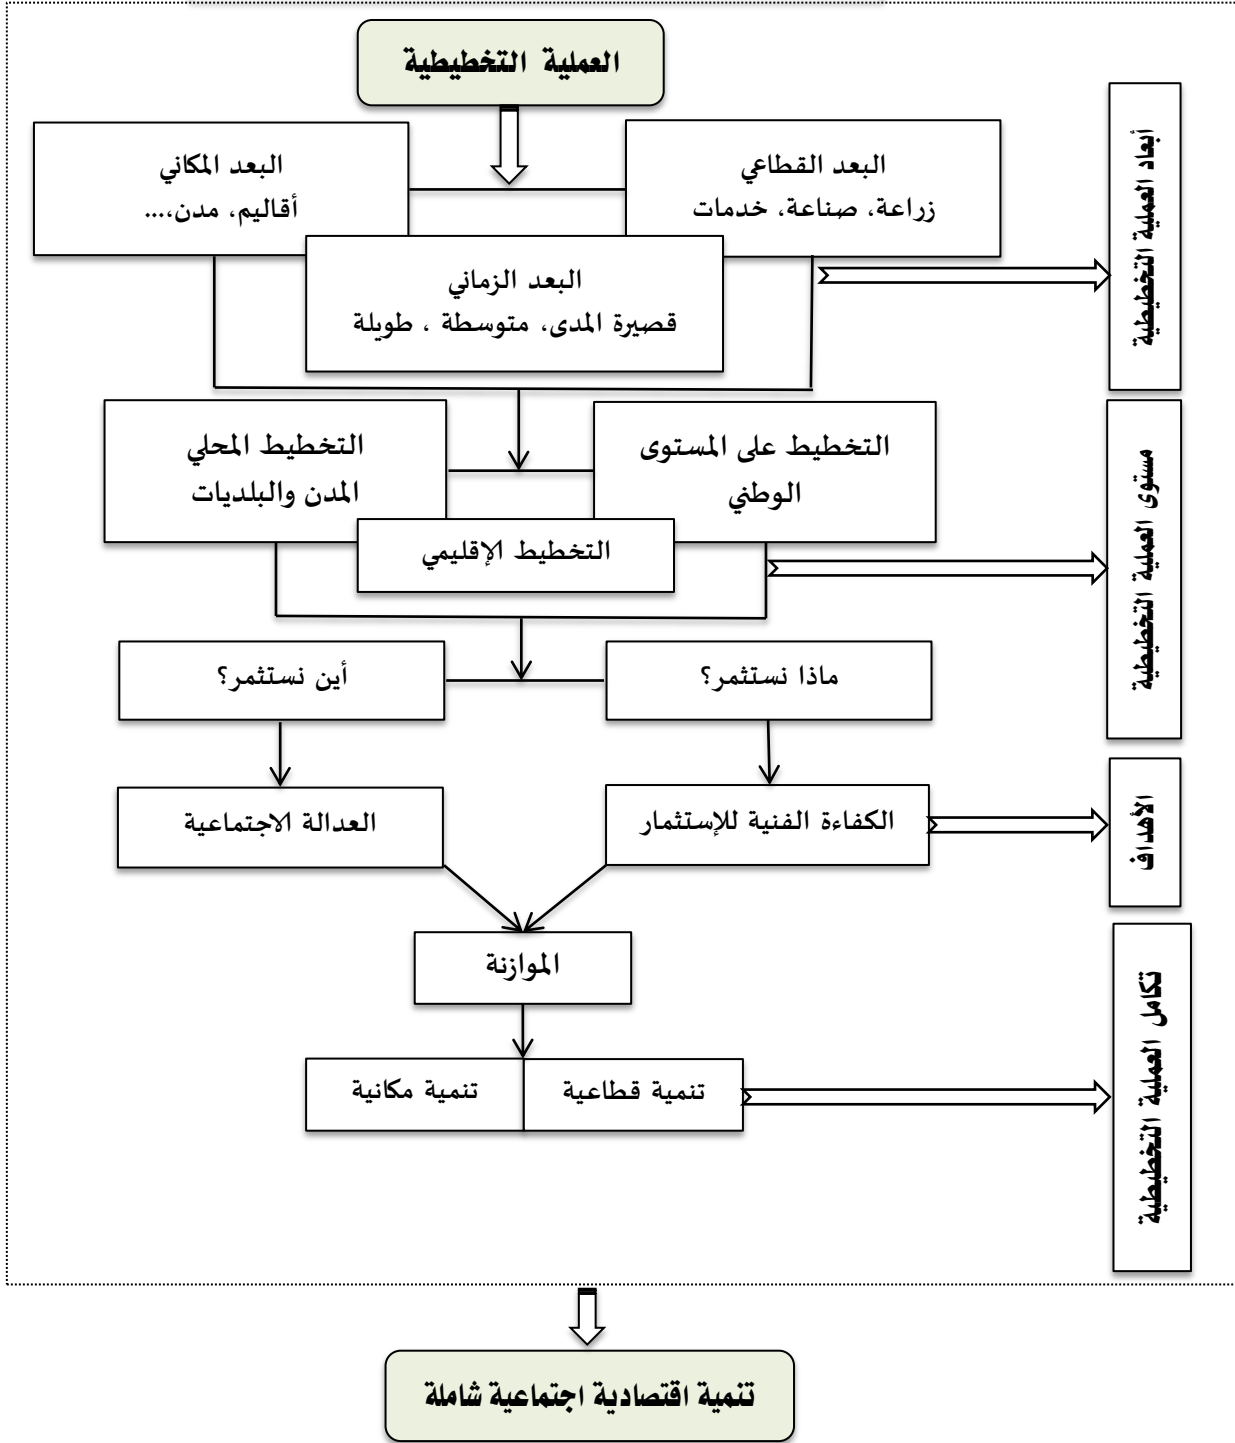 العملية التخطيطية
البعد القطاعي
زراعة، صناعة، خدمات
البعد المكاني
أقاليم، مدن،...
البعد الزماني
قصيرة المدى، متوسطة ، طويلة
أبعاد العملية التخطيطية
التخطيط على المستوى
الوطني
التخطيط المحلي
المدن والبلديات
التخطيط الإقليمي
مستوى العملية التخطيطية
ماذا نستثمر؟
أين نستثمر؟
الكفاءة الفنية للإستثمار
العدالة الاجتماعية
الأهداف
الموازنة
تنمية قطاعية
تنمية مكانية
تكامل العملية التخطيطية
تنمية اقتصادية اجتماعية شاملة